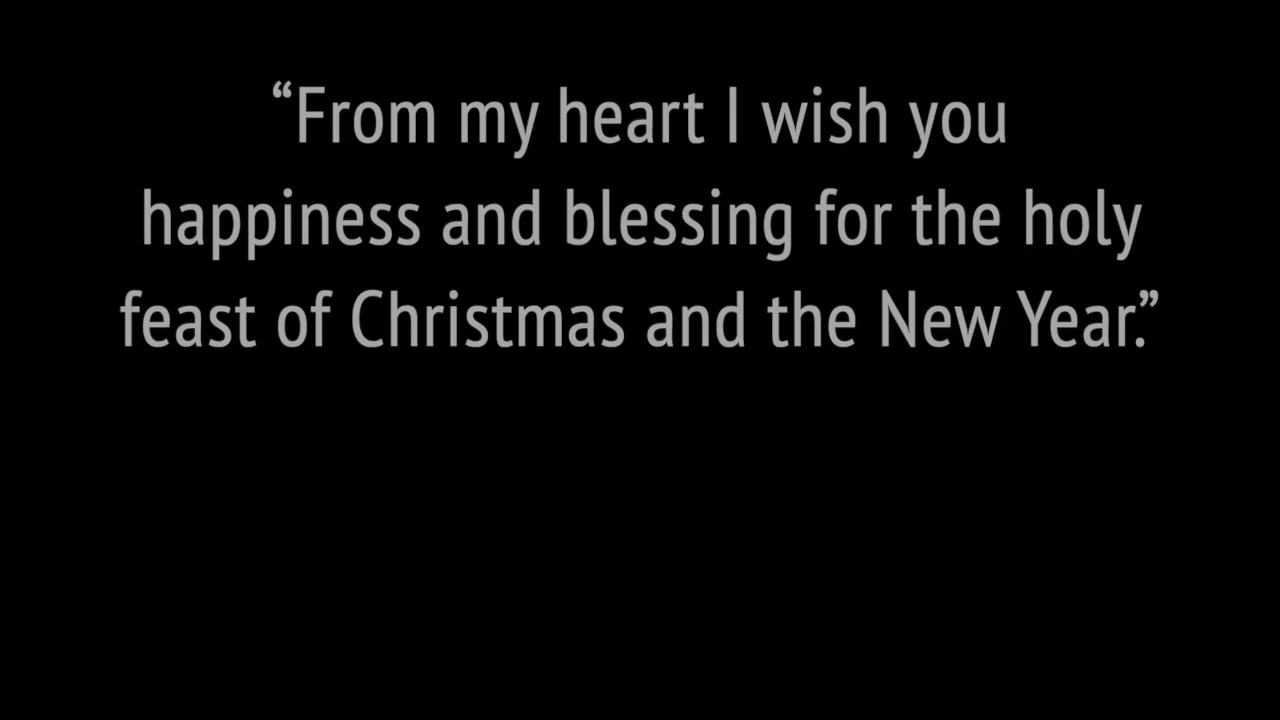 “From my heart I wish you
happiness and blessing for the holy
feast of Christmas and the New Year.”